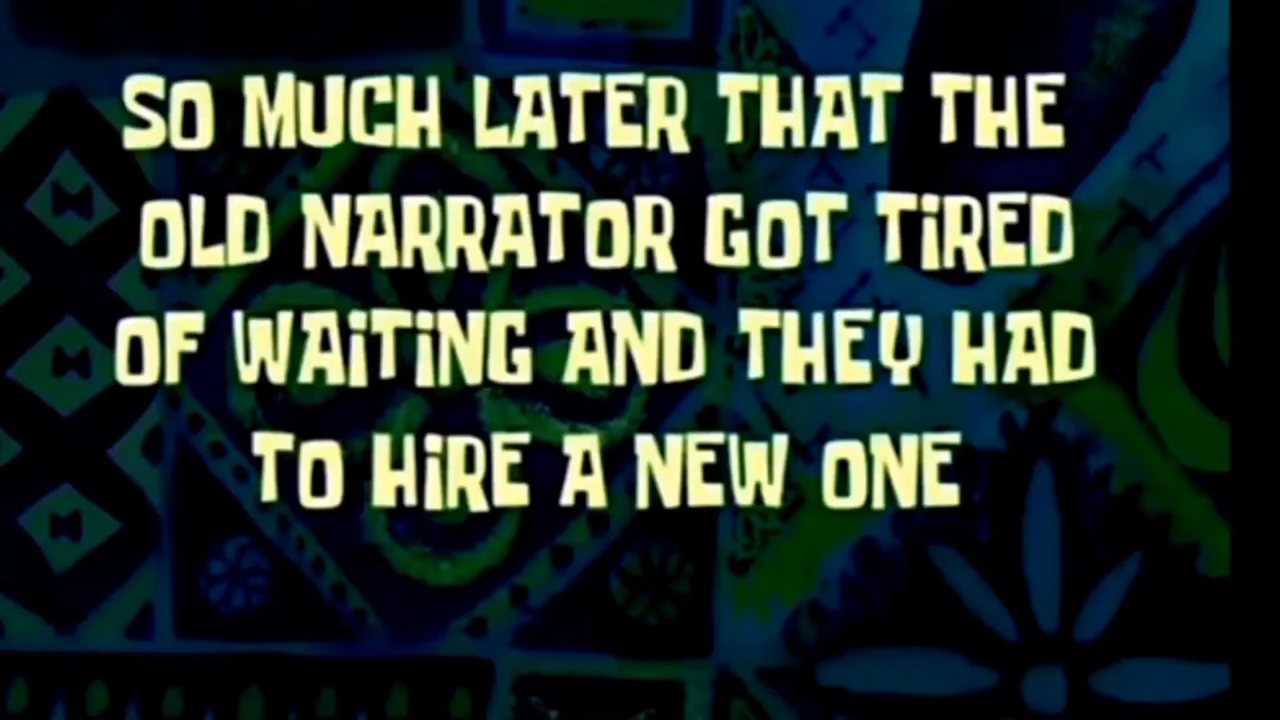 SO MUCH LATER THAT THE
OLD NARRATOR GOT TiRED
OF WAiTiNG AND THEY HAD
TO HiRE A NEW ONE